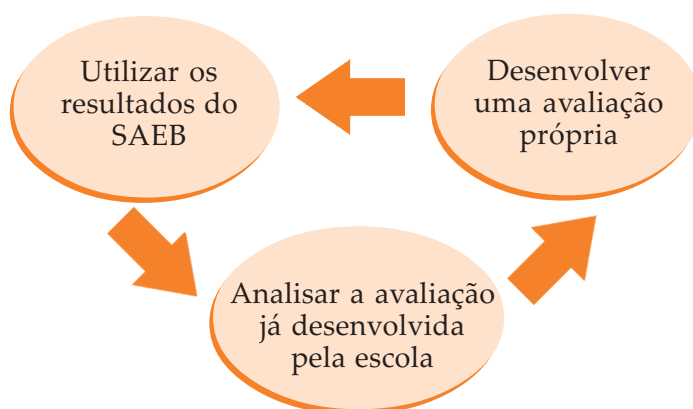 Utilizar os
resultados do
SAEB
Desenvolver
uma avaliação
própria
Analisar a avaliação
já desenvolvida
pela escola